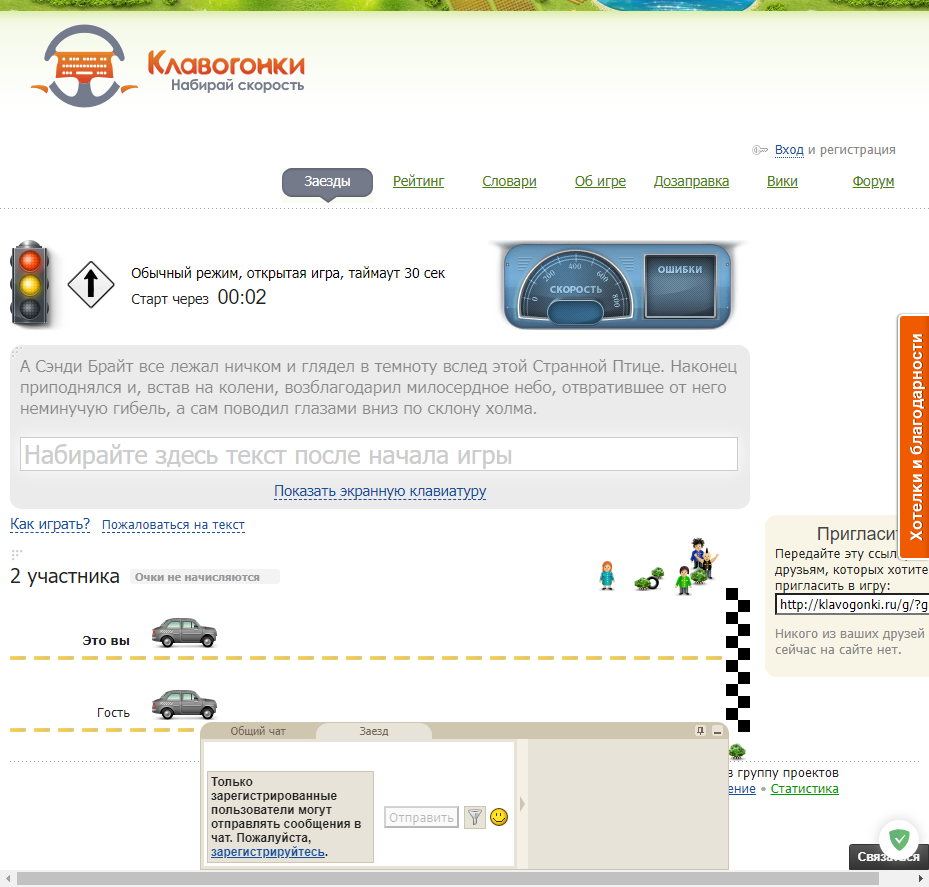 Клавогонки
Набирай скорость
Вход и регистрация
Заезды Рейтинг Словари Об игре Дозаправка Вики Форум
Обычный режим, открытая игра, таймаут 30 сек
Старт через 00:02
0 200 400 600 800
СКОРОСТЬ
ОШИБКИ
А Сэнди Брайт все лежал ничком и глядел в темноту вслед этой Странной Птице. Наконец
приподнялся и, встав на колени, возблагодарил милосердное небо, отвратившее от него
неминучую гибель, а сам поводил глазами вниз по склону холма.
Набирайте здесь текст после начала игры
Показать экранную клавиатуру
Как играть? Пожаловаться на текст
Хотелки и благодарности
2 участника Очки не начисляются
Это вы
Гость
Пригласи
Передайте эту ссыл
друзьям, которых хотите
пригласить в игру:
http://klavogonki.ru/g/?g
Никого из ваших друзей
сейчас на сайте нет.
Общий чат Заезд
Только
зарегистрированные
пользователи могут
отправлять сообщения в
чат. Пожалуйста,
зарегистрируйтесь.
Отправить
в группу проектов
ение • Статистика
Связаться